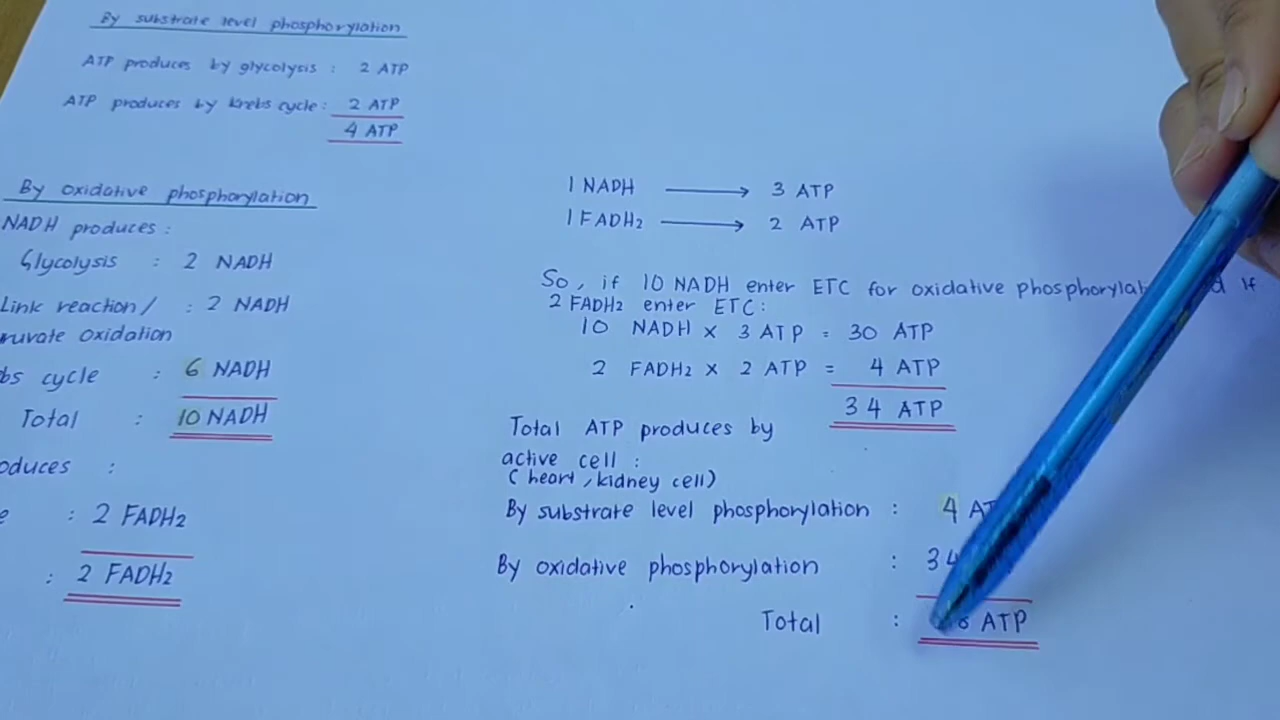 By substrate level phosphorylation
ATP produces by glycolysis : 2 ATP
ATP produces by krebs cycle : 2 ATP
4 ATP
By oxidative phosphorylation
NADH produces :
Glycolysis : 2 NADH
Link reaction / : 2 NADH
ruvate oxidation
bs cycle : 6 NADH
Total : 10 NADH
oduces :
e : 2 FADH2
: 2 FADH2
1 NADH → 3 ATP
1 FADH2 → 2 ATP
So, if 10 NADH enter ETC for oxidative phosphorylat if
2 FADH2 enter ETC :
10 NADH x 3 ATP = 30 ATP
2 FADH2 x 2 ATP = 4 ATP
34 ATP
Total ATP produces by
active cell :
(heart, kidney cell)
By substrate level phosphorylation : 4 AT
By oxidative phosphorylation : 34
Total : 8 ATP